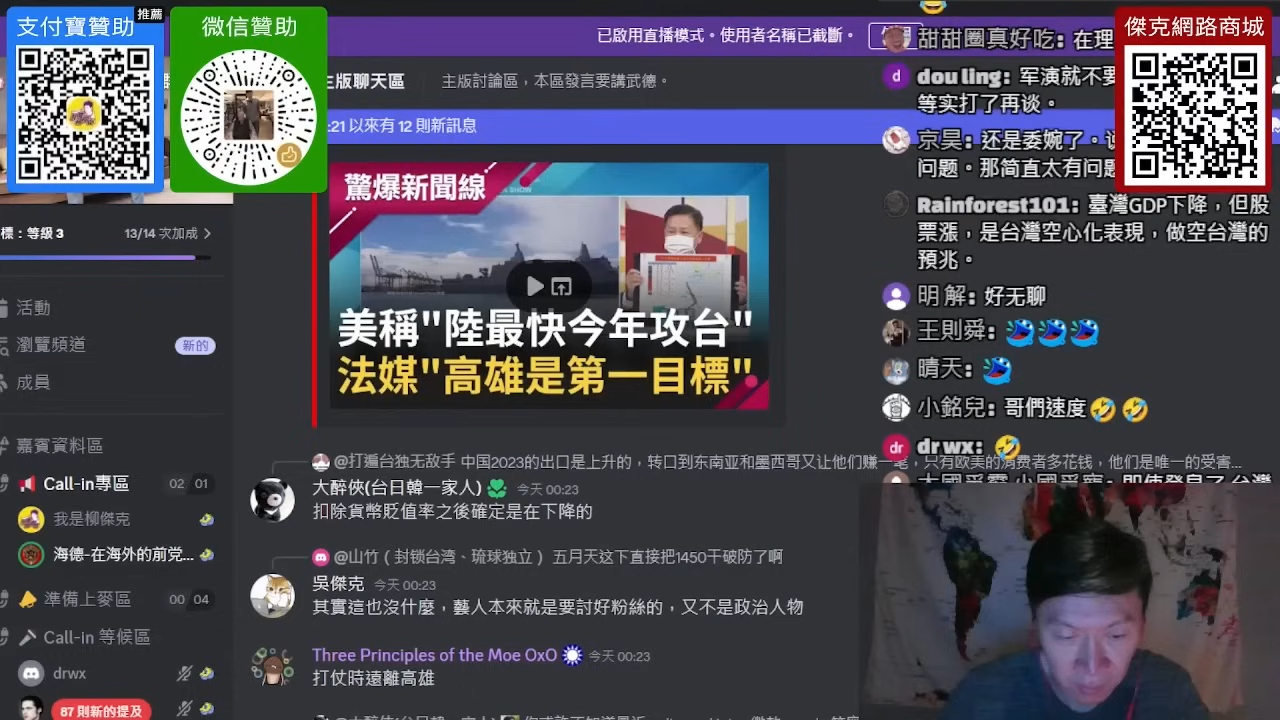 支付寶贊助
推薦
微信贊助
傑克網路商城
已啟用直播模式。使用者名稱已截斷。
主版聊天區
主版討論區，本區發言要講武德。
:21 以來有 12 則新訊息
標：等級 3
13/14 次加成
活動
瀏覽頻道
新的
成員
嘉賓資料區
Call-in專區
02 01
我是柳傑克
海德-在海外的前党...
準備上麥區
00 04
Call-in 等候區
drwx
87 則新的提及
驚爆新聞線
SHOW
美稱"陸最快今年攻台"
法媒"高雄是第一目標"
@打遍台独无敌手 中国2023的出口是上升的，转口到东南亚和墨西哥又让他们赚一笔，只有欧美的消费者多花钱，他们是唯一的受害...
大醉俠(台日韓一家人) 今天 00:23
扣除貨幣貶值率之後確定是在下降的
@山竹（封锁台湾、琉球独立） 五月天这下直接把1450干破防了啊
吳傑克 今天 00:23
其實這也沒什麼，藝人本來就是要討好粉絲的，又不是政治人物
Three Principles of the Moe OxO 今天 00:23
打仗時遠離高雄
甜甜圈真好吃: 在理
dou ling: 军演就不要
等实打了再谈。
京昊: 还是委婉了。说
问题。那简直太有问题
Rainforest101: 臺灣GDP下降，但股
票漲，是台灣空心化表現，做空台灣的
預兆。
明 解: 好无聊
王則舜:
晴天:
小銘兒: 哥們速度
dr wx: